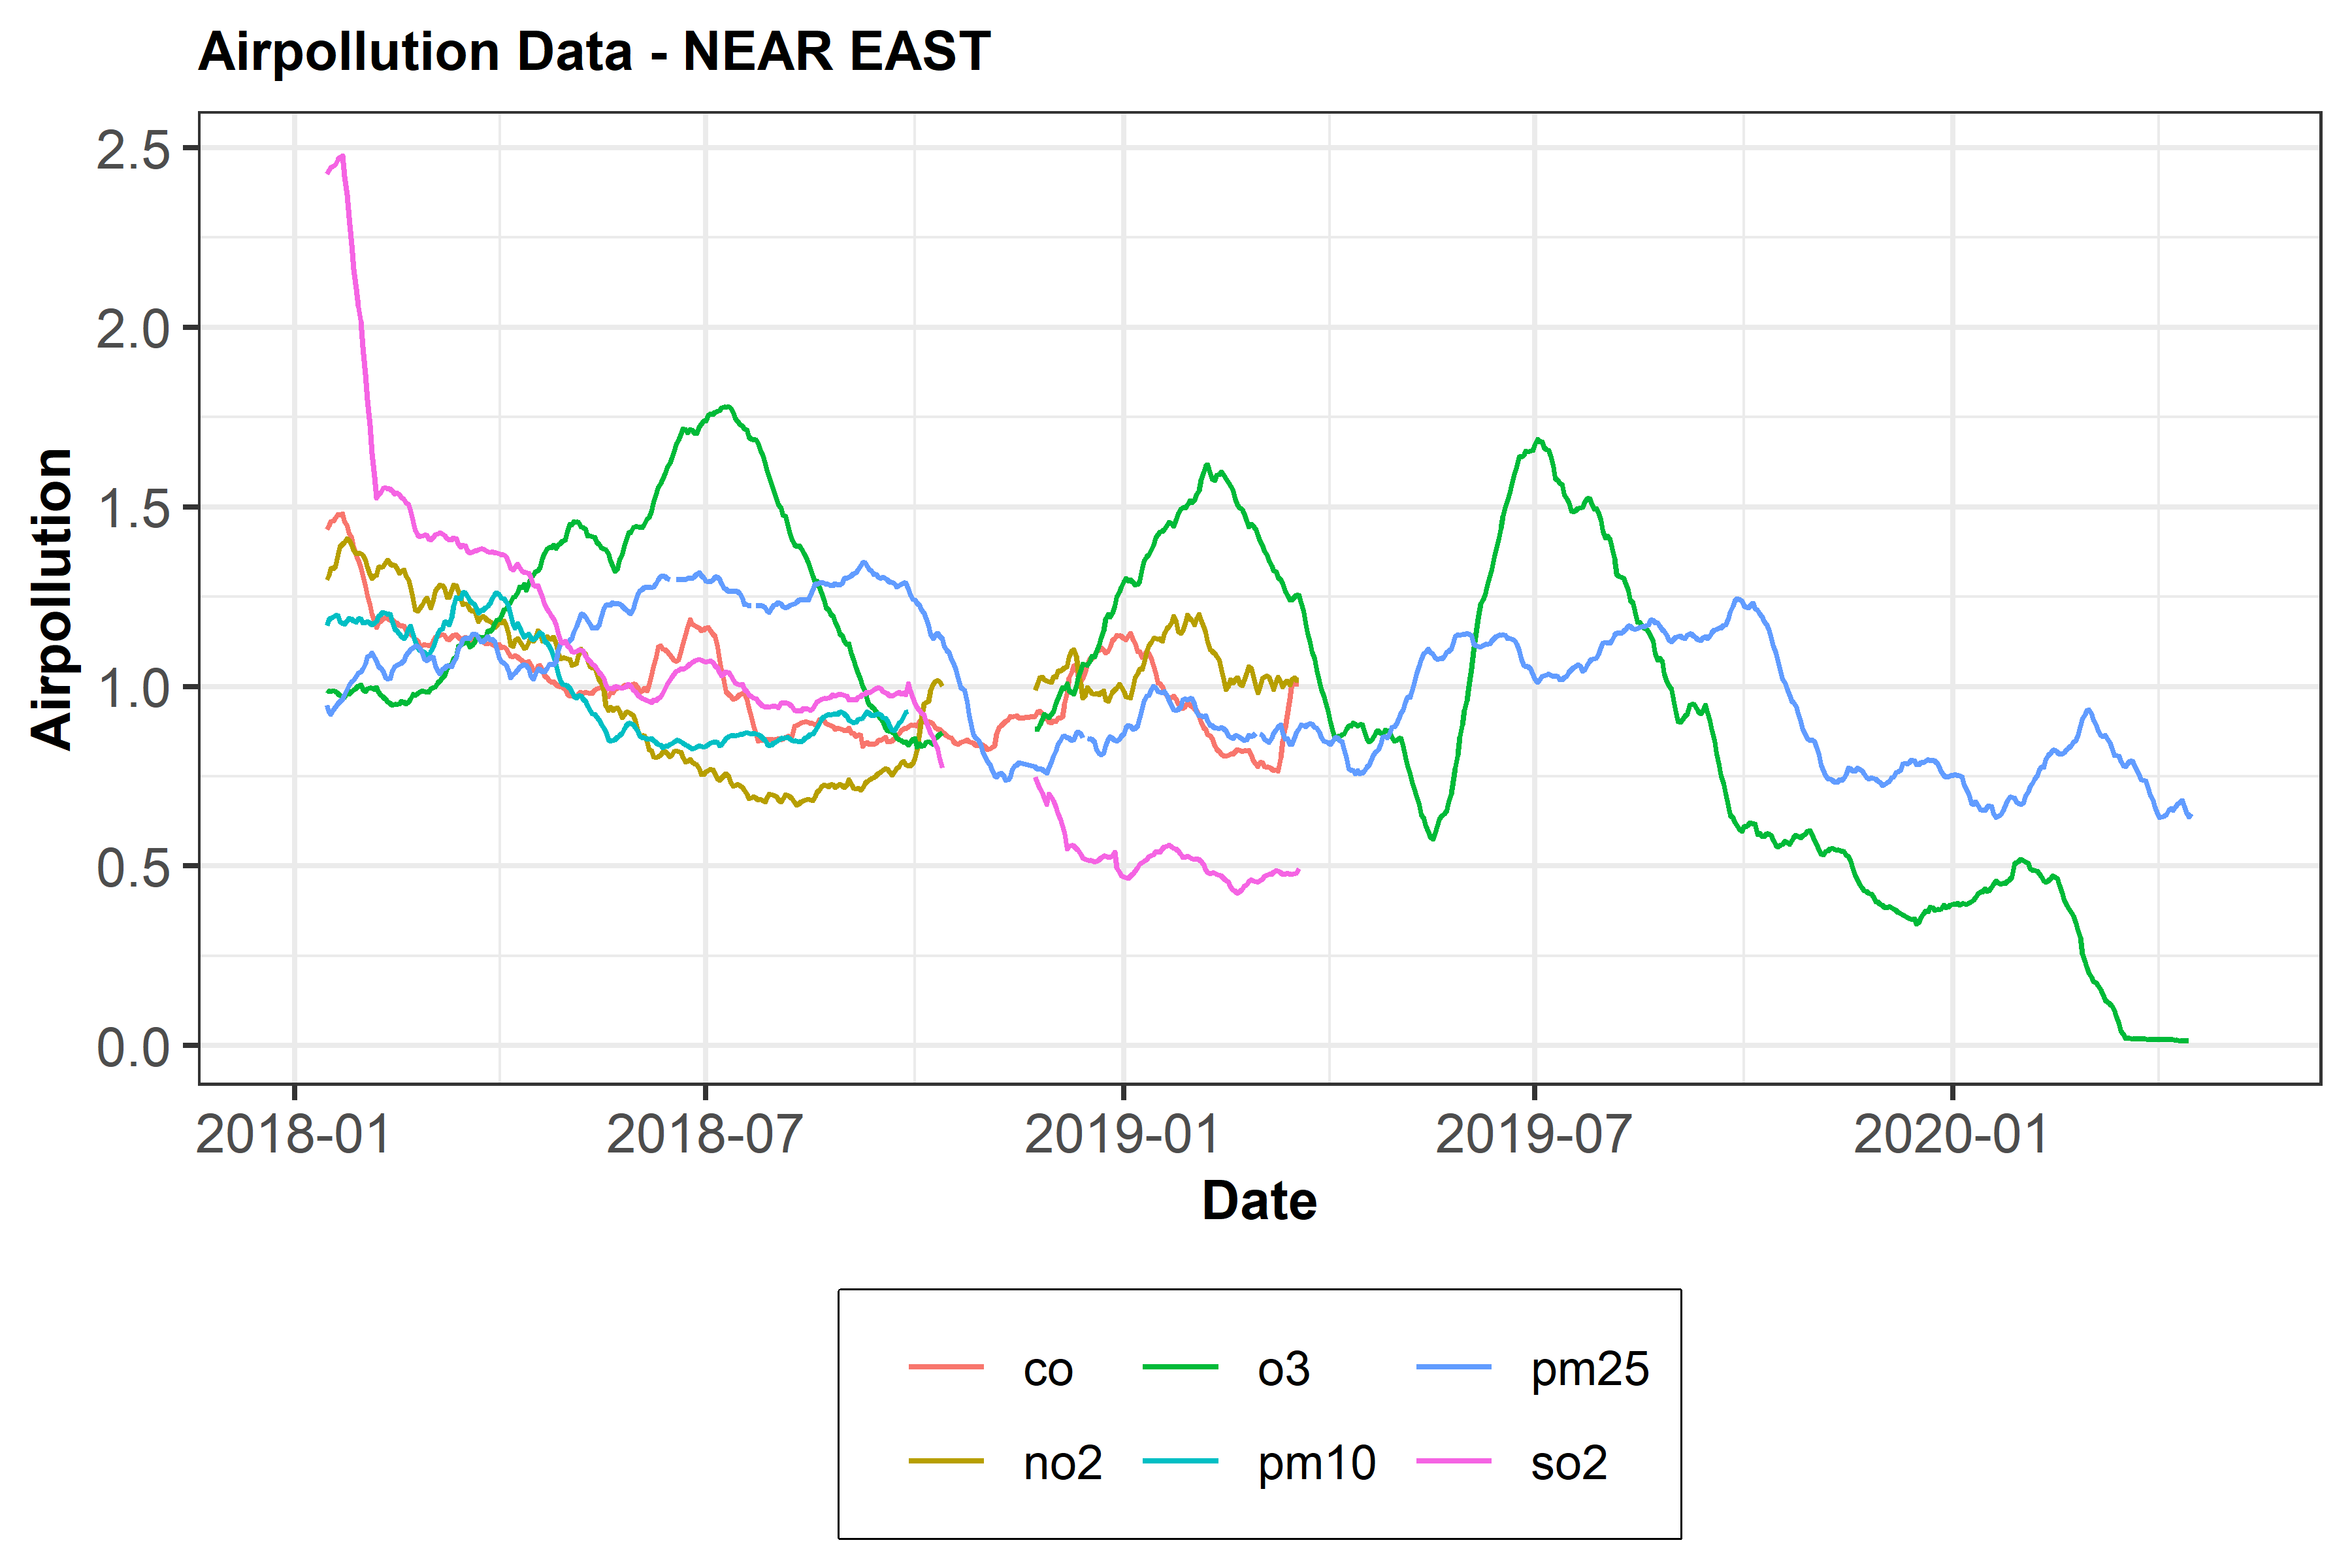 Airpollution Data - NEAR EAST
Airpollution
2.5
2.0
1.5
1.0
0.5
0.0
2018-01 2018-07 2019-01 2019-07 2020-01
Date
co o3 pm25
no2 pm10 so2